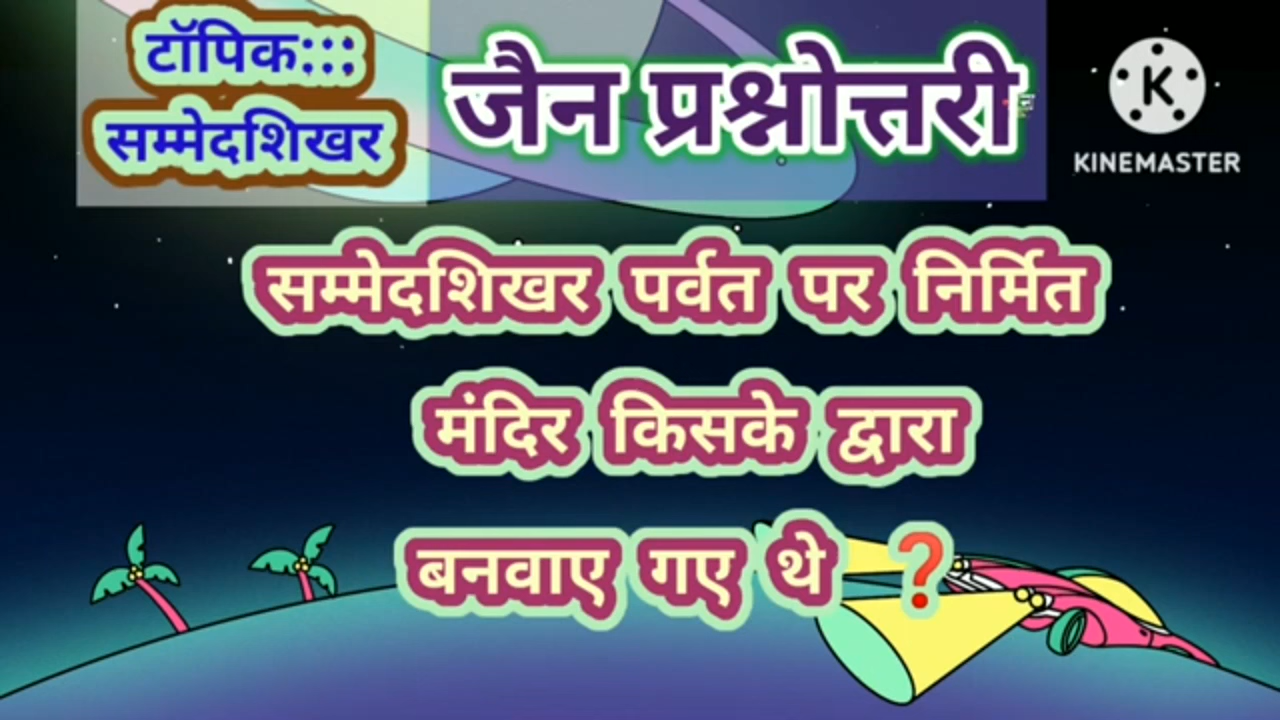 टॉपिक:::
सम्मेदशिखर
जैन प्रश्नोत्तरी
KINEMASTER
सम्मेदशिखर पर्वत पर निर्मित
मंदिर किसके द्वारा
बनवाए गए थे ❓